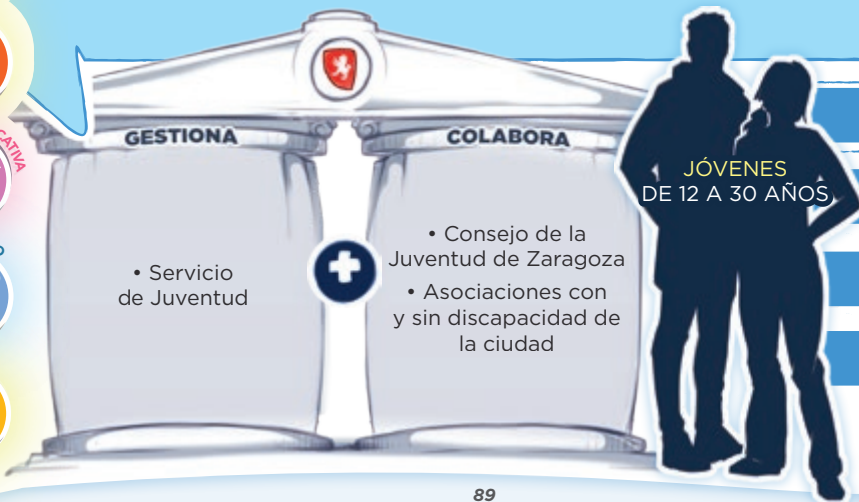 GESTIONA
COLABORA
• Servicio
de Juventud
• Consejo de la
Juventud de Zaragoza
• Asociaciones con
y sin discapacidad de
la ciudad
JÓVENES
DE 12 A 30 AÑOS
89